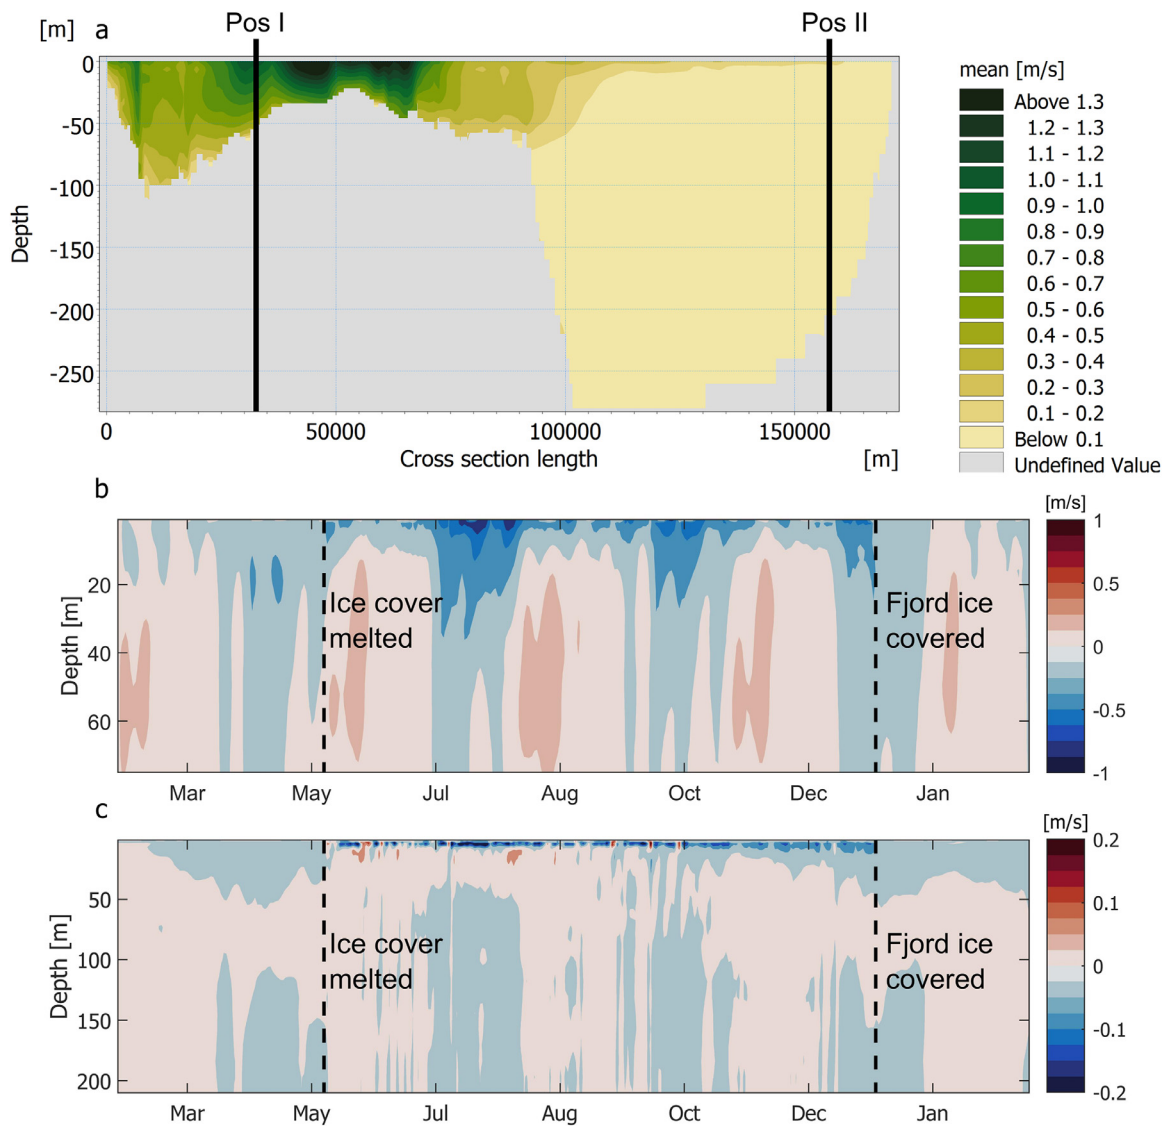 Pos I
Pos II
[m]
a
0
-50
-100
-150
-200
-250
Depth
0
50000
100000
150000
Cross section length
[m]
mean [m/s]
Above 1.3
1.2 - 1.3
1.1 - 1.2
1.0 - 1.1
0.9 - 1.0
0.8 - 0.9
0.7 - 0.8
0.6 - 0.7
0.5 - 0.6
0.4 - 0.5
0.3 - 0.4
0.2 - 0.3
0.1 - 0.2
Below 0.1
Undefined Value
b
[m/s]
20
40
60
Depth [m]
Ice cover
melted
Fjord ice
covered
1
0.5
0
-0.5
-1
Mar
May
Jul
Aug
Oct
Dec
Jan
c
[m/s]
50
100
150
200
Depth [m]
Ice cover
melted
Fjord ice
covered
0.2
0.1
0
-0.1
-0.2
Mar
May
Jul
Aug
Oct
Dec
Jan